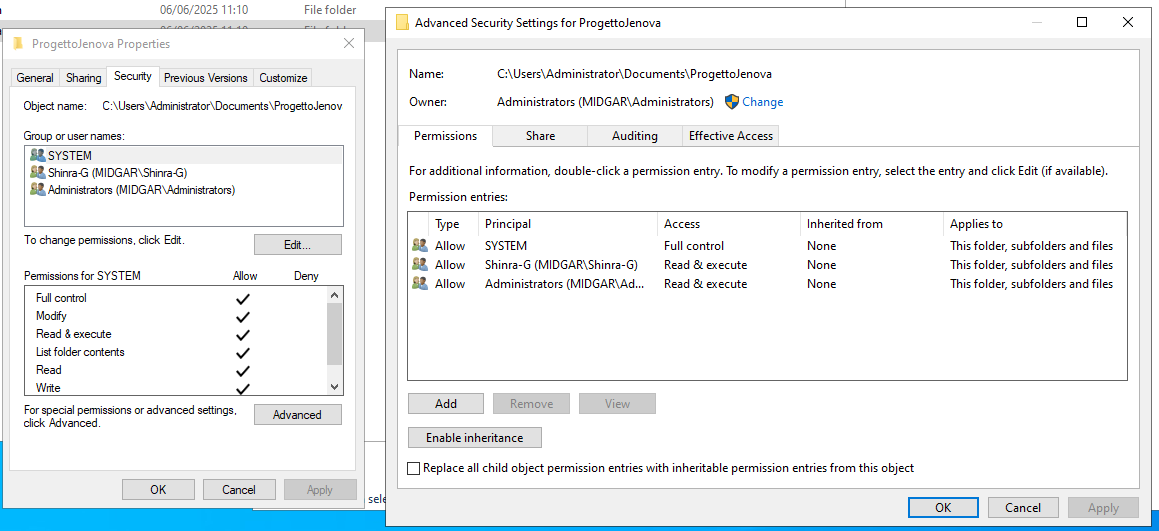 06/06/2025 11:10 File folder
ProgettoJenova Properties
General Sharing Security Previous Versions Customize
Object name: C:\Users\Administrator\Documents\ProgettoJenov
Group or user names:
SYSTEM
Shinra-G (MIDGAR\Shinra-G)
Administrators (MIDGAR\Administrators)
To change permissions, click Edit.
Edit...
Permissions for SYSTEM Allow Deny
Full control
Modify
Read & execute
List folder contents
Read
Write
For special permissions or advanced settings,
click Advanced.
Advanced
OK Cancel Apply
Advanced Security Settings for ProgettoJenova
Name: C:\Users\Administrator\Documents\ProgettoJenova
Owner: Administrators (MIDGAR\Administrators) Change
Permissions Share Auditing Effective Access
For additional information, double-click a permission entry. To modify a permission entry, select the entry and click Edit (if available).
Permission entries:
Type Principal Access Inherited from Applies to
Allow SYSTEM Full control None This folder, subfolders and files
Allow Shinra-G (MIDGAR\Shinra-G) Read & execute None This folder, subfolders and files
Allow Administrators (MIDGAR\Ad... Read & execute None This folder, subfolders and files
Add Remove View
Enable inheritance
Replace all child object permission entries with inheritable permission entries from this object
OK Cancel Apply